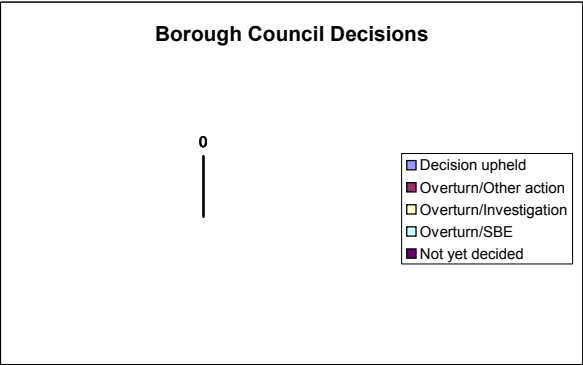 Borough Council Decisions
0
Decision upheld
Overturn/Other action
Overturn/Investigation
Overturn/SBE
Not yet decided